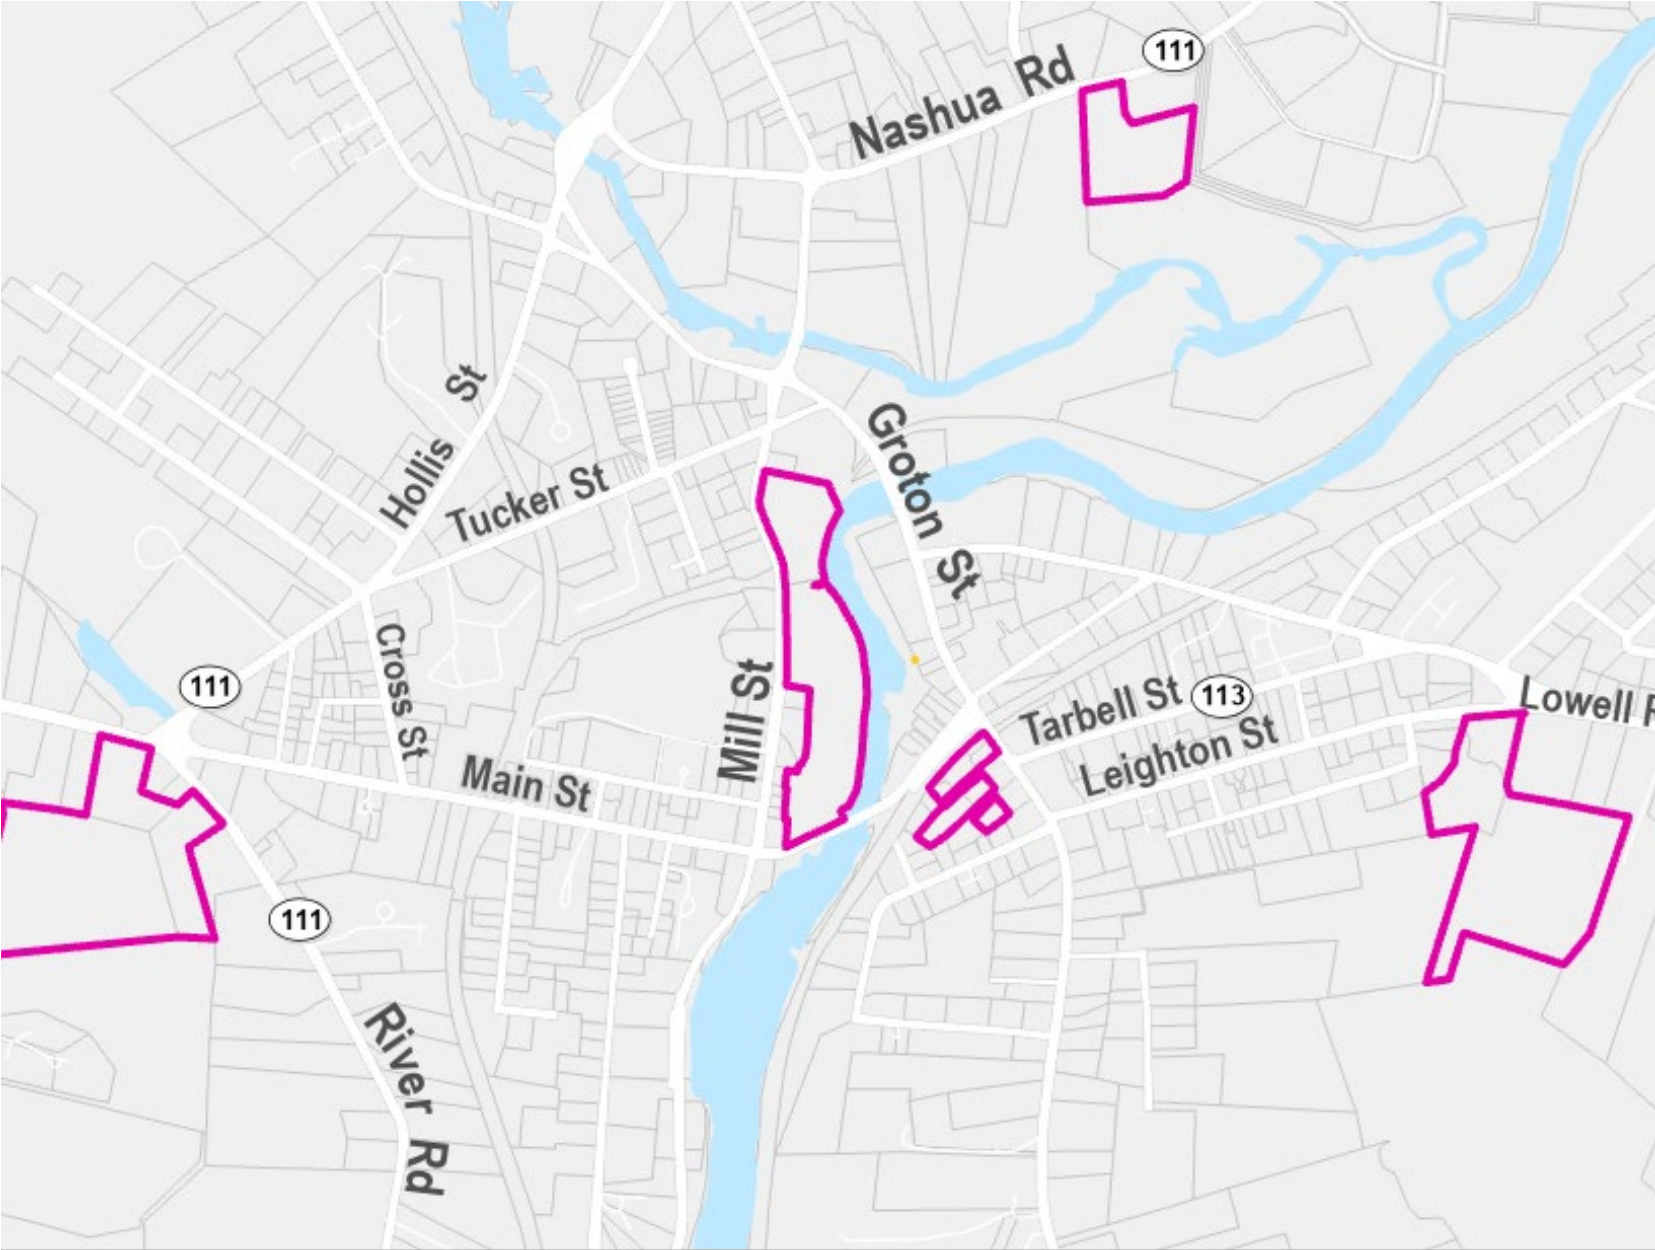 111
Nashua Rd
Hollis St
Groton St
Tucker St
Cross St
111
Mill St
Tarbell St
113
Leighton St
Lowell R
Main St
111
River Rd